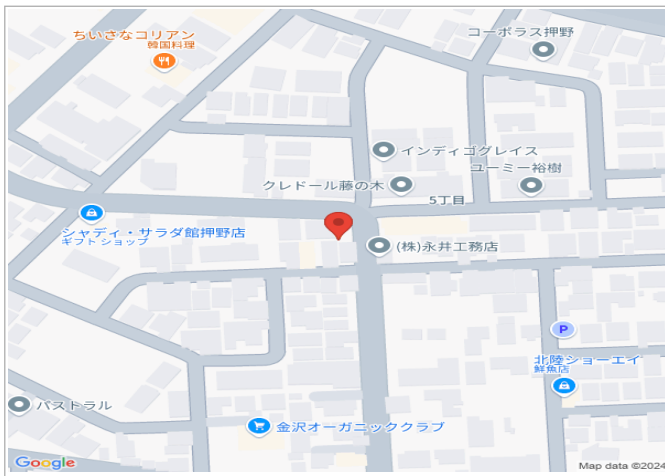 ちいさなコリアン
韓国料理
コーポラス押野
インディゴグレイス
クレドール藤の木
ユーミー裕樹
5丁目
シャディ・サラダ館押野店
ギフト ショップ
(株)永井工務店
P
北陸ショーエイ
鮮魚店
パストラル
金沢オーガニッククラブ
Google
Map data ©2024